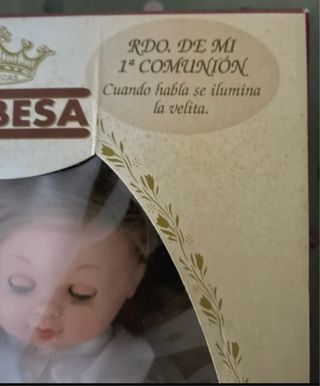 RDO. DE MI
1ª COMUNIÓN
Cuando habla se ilumina
la velita.
BESA